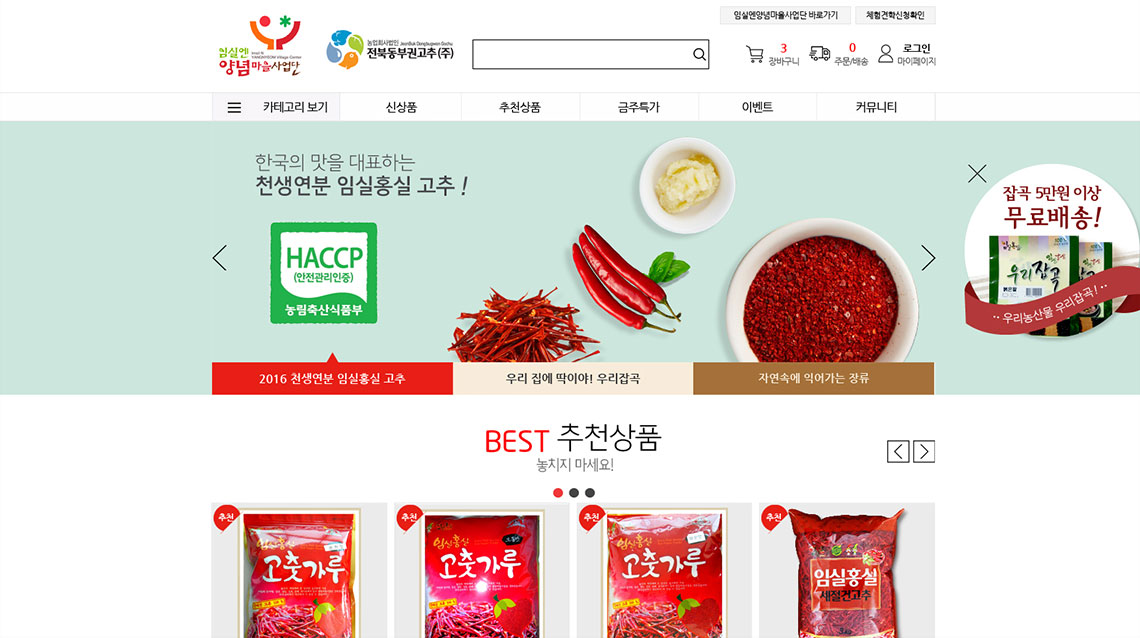 임실엔양념마을사업단 바로가기
체험견학신청확인
임실엔
양념마을사업단
농업회사법인
전북동부권고추(주)
3
장바구니
0
주문/배송
로그인
마이페이지
카테고리 보기
신상품
추천상품
금주특가
이벤트
커뮤니티
한국의 맛을 대표하는
천생연분 임실홍실 고추 !
HACCP
(안전관리인증)
농림축산식품부
잡곡 5만원 이상
무료배송!
우리잡곡
우리농산물 우리잡곡!
2016 천생연분 임실홍실 고추
우리 집에 딱이야! 우리잡곡
자연속에 익어가는 장류
BEST 추천상품
놓치지 마세요!
추천
임실홍실
고춧가루
추천
임실홍실
고춧가루
추천
임실홍실
고춧가루
추천
임실홍실
세절건고추
3kg